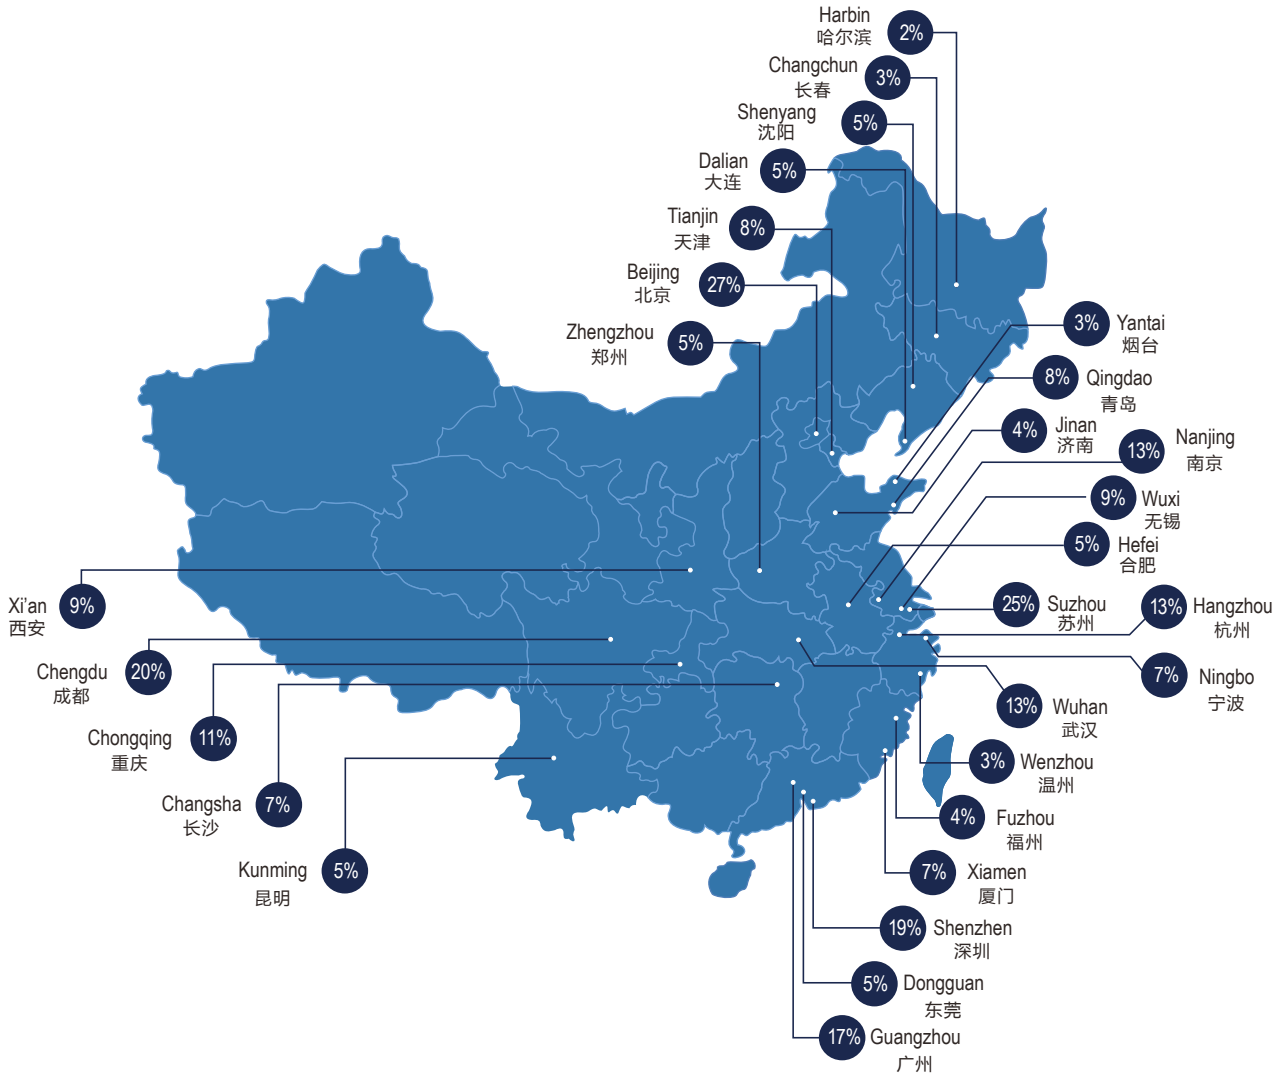 Harbin
哈尔滨
2%
Changchun
长春
3%
Shenyang
沈阳
5%
Dalian
大连
5%
Tianjin
天津
8%
Beijing
北京
27%
Zhengzhou
郑州
5%
3%
Yantai
烟台
8%
Qingdao
青岛
4%
Jinan
济南
13%
Nanjing
南京
9%
Wuxi
无锡
5%
Hefei
合肥
25%
Suzhou
苏州
13%
Hangzhou
杭州
7%
Ningbo
宁波
13%
Wuhan
武汉
3%
Wenzhou
温州
4%
Fuzhou
福州
7%
Xiamen
厦门
19%
Shenzhen
深圳
5%
Dongguan
东莞
17%
Guangzhou
广州
Xi'an
西安
9%
Chengdu
成都
20%
Chongqing
重庆
11%
Changsha
长沙
7%
Kunming
昆明
5%